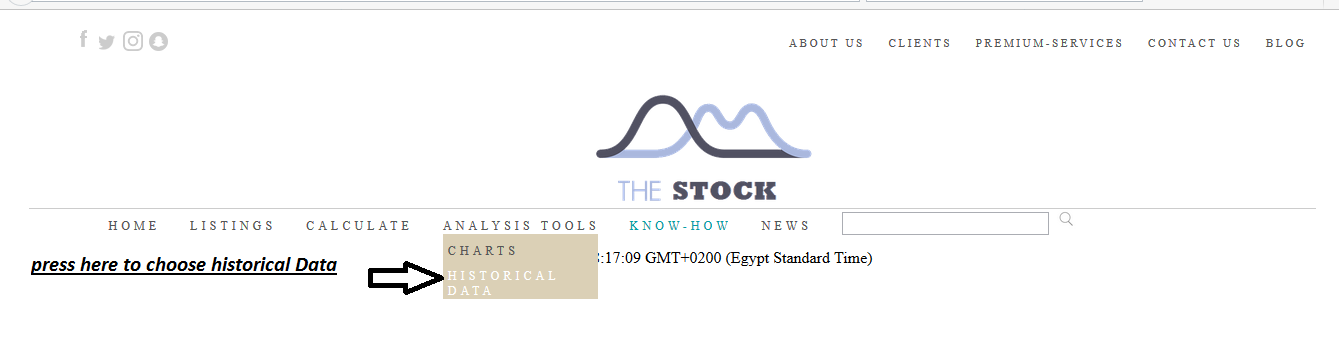 ABOUT US CLIENTS PREMIUM-SERVICES CONTACT US BLOG
THE STOCK
HOME LISTINGS CALCULATE ANALYSIS TOOLS KNOW-HOW NEWS
CHARTS
:17:09 GMT+0200 (Egypt Standard Time)
press here to choose historical Data
HISTORICAL
DATA